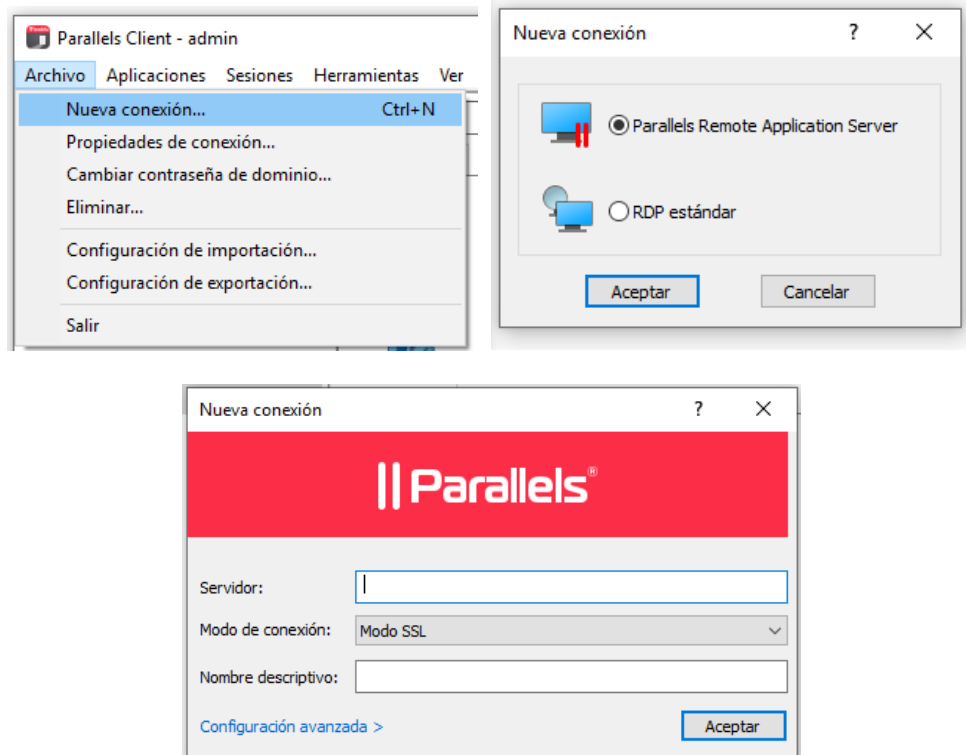 Parallels Client - admin
Archivo Aplicaciones Sesiones Herramientas Ver
Nueva conexión... Ctrl+N
Propiedades de conexión...
Cambiar contraseña de dominio...
Eliminar...
Configuración de importación...
Configuración de exportación...
Salir
Nueva conexión ?
Parallels Remote Application Server
RDP estándar
Aceptar Cancelar
Nueva conexión ?
Parallels®
Servidor:
Modo de conexión: Modo SSL
Nombre descriptivo:
Configuración avanzada > Aceptar